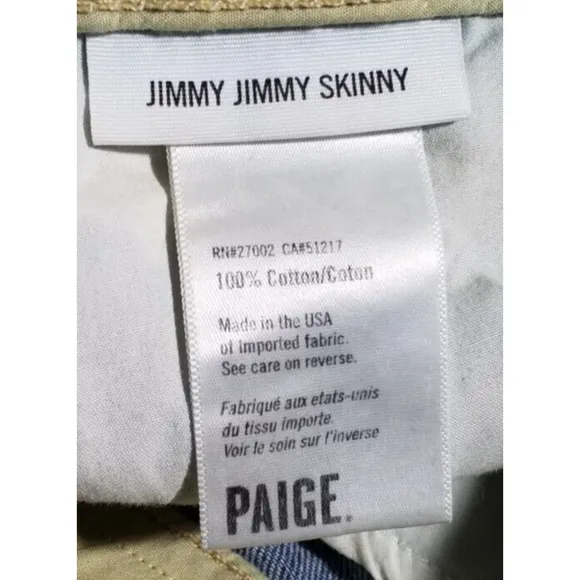 JIMMY JIMMY SKINNY
RN#27002 CA#51217
100% Cotton/Coton
Made in the USA
of imported fabric.
See care on reverse.
Fabriqué aux etats-unis
du tissu importe.
Voir le soin sur l'inverse
PAIGE.